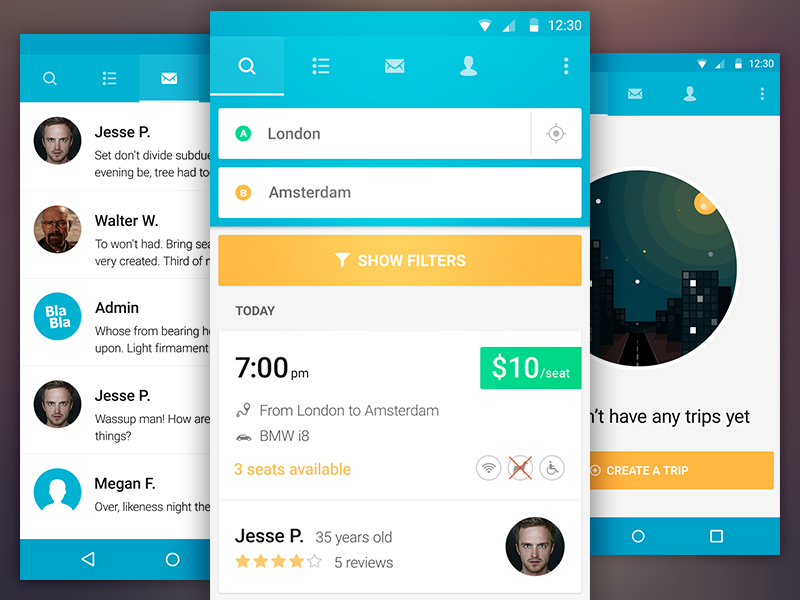 Jesse P.
Set don't divide subdue
evening be, tree had to
Walter W.
To won't had. Bring sea
very created. Third of
Bla
Bla
Admin
Whose from bearing he
upon. Light firmament
Jesse P.
Wassup man! How are
things?
Megan F.
Over, likeness night the
12:30
A London
B Amsterdam
SHOW FILTERS
TODAY
7:00 pm
$10/seat
From London to Amsterdam
BMW i8
3 seats available
Jesse P. 35 years old
5 reviews
12:30
n't have any trips yet
CREATE A TRIP